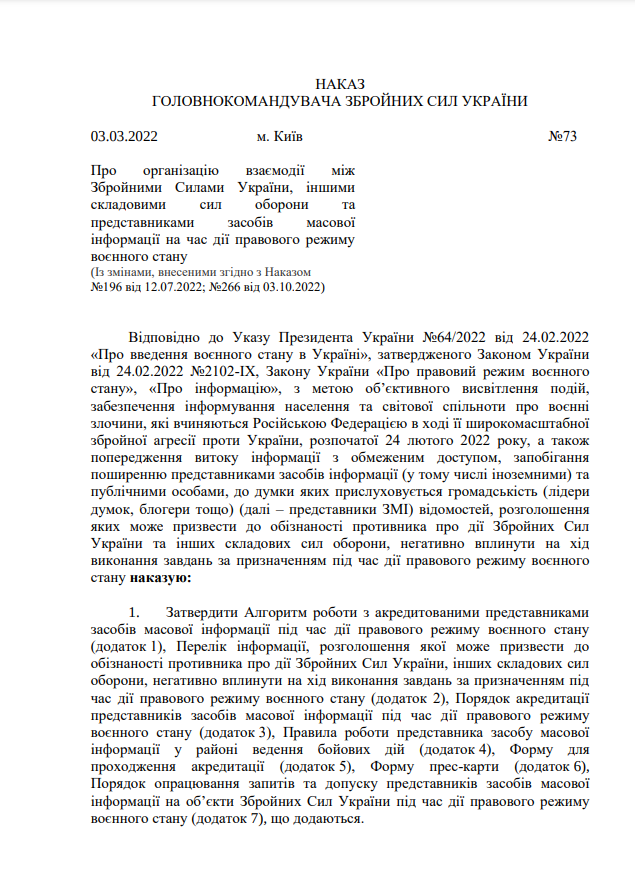 НАКАЗ
ГОЛОВНОКОМАНДУВАЧА ЗБРОЙНИХ СИЛ УКРАЇНИ
03.03.2022 м. Київ №73
Про організацію взаємодії між
Збройними Силами України, іншими
складовими сил оборони та
представниками засобів масової
інформації на час дії правового режиму
воєнного стану
(Із змінами, внесеними згідно з Наказом
№196 від 12.07.2022; №266 від 03.10.2022)
Відповідно до Указу Президента України №64/2022 від 24.02.2022
«Про введення воєнного стану в Україні», затвердженого Законом України
від 24.02.2022 №2102-IX, Закону України «Про правовий режим воєнного
стану», «Про інформацію», з метою об’єктивного висвітлення подій,
забезпечення інформування населення та світової спільноти про воєнні
злочини, які вчиняються Російською Федерацією в ході її широкомасштабної
збройної агресії проти України, розпочатої 24 лютого 2022 року, а також
попередження витоку інформації з обмеженим доступом, запобігання
поширенню представниками засобів інформації (у тому числі іноземними) та
публічними особами, до думки яких прислуховується громадськість (лідери
думок, блогери тощо) (далі – представники ЗМІ) відомостей, розголошення
яких може призвести до обізнаності противника про дії Збройних Сил
України та інших складових сил оборони, негативно вплинути на хід
виконання завдань за призначенням під час дії правового режиму воєнного
стану наказую:
1. Затвердити Алгоритм роботи з акредитованими представниками
засобів масової інформації під час дії правового режиму воєнного стану
(додаток 1), Перелік інформації, розголошення якої може призвести до
обізнаності противника про дії Збройних Сил України, інших складових сил
оборони, негативно вплинути на хід виконання завдань за призначенням під
час дії правового режиму воєнного стану (додаток 2), Порядок акредитації
представників засобів масової інформації під час дії правового режиму
воєнного стану (додаток 3), Правила роботи представника засобу масової
інформації у районі ведення бойових дій (додаток 4), Форму для
проходження акредитації (додаток 5), Форму прес-карти (додаток 6),
Порядок опрацювання запитів та допуску представників засобів масової
інформації на об’єкти Збройних Сил України під час дії правового режиму
воєнного стану (додаток 7), що додаються.